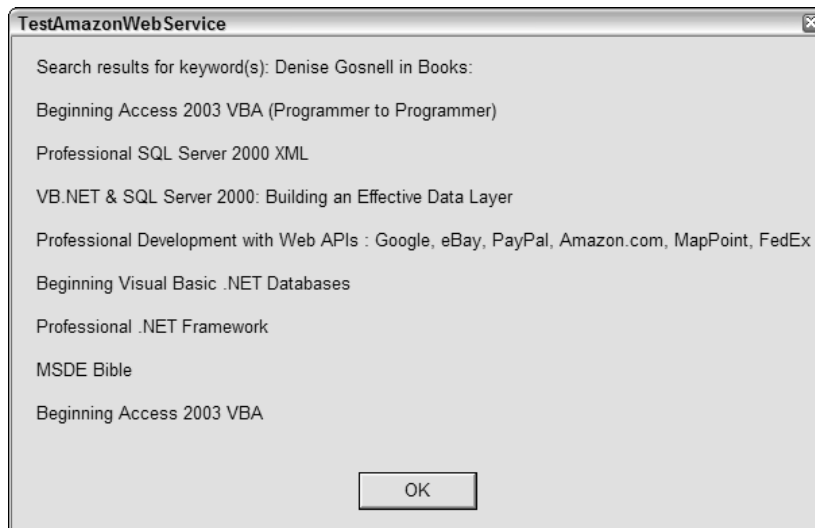 TestAmazonWebService
Search results for keyword(s): Denise Gosnell in Books:
Beginning Access 2003 VBA (Programmer to Programmer)
Professional SQL Server 2000 XML
VB.NET & SQL Server 2000: Building an Effective Data Layer
Professional Development with Web APIs : Google, eBay, PayPal, Amazon.com, MapPoint, FedEx
Beginning Visual Basic .NET Databases
Professional .NET Framework
MSDE Bible
Beginning Access 2003 VBA
OK